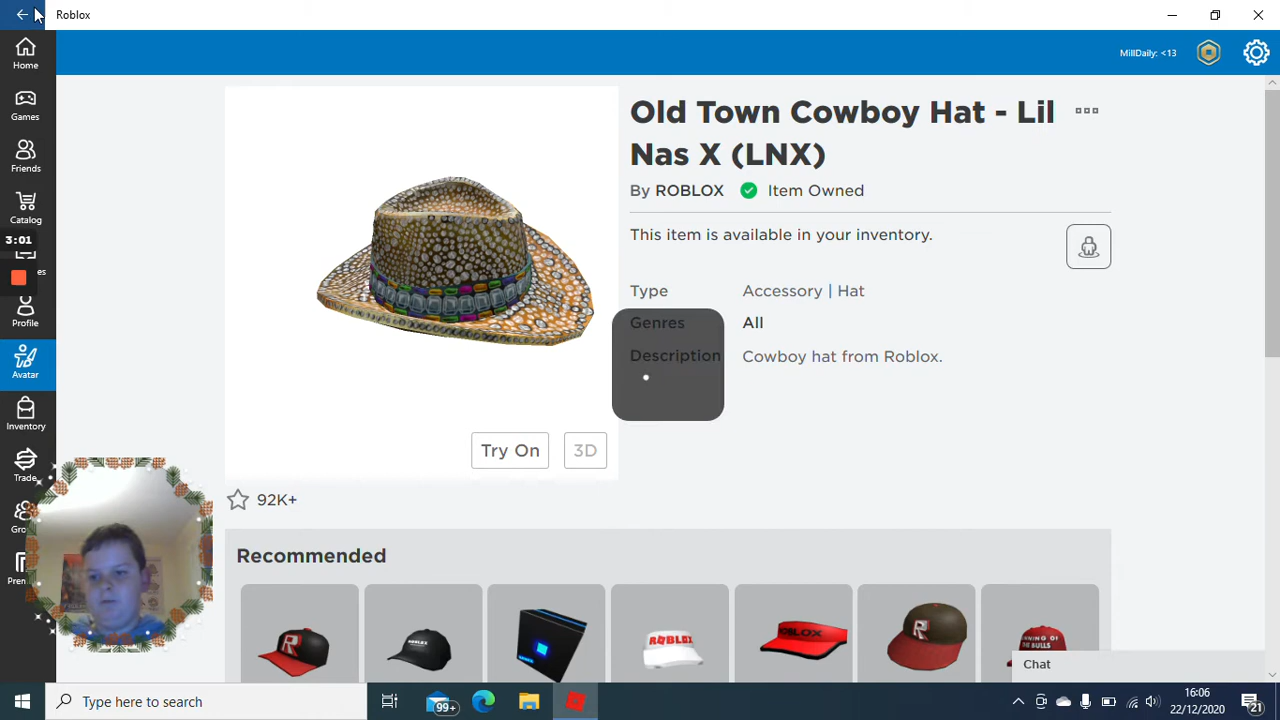 Roblox
Home
MillDaily: <13
Games
Friends
Catalog
3:01
Profile
Avatar
Inventory
Trade
Old Town Cowboy Hat - Lil
Nas X (LNX)
By ROBLOX Item Owned
This item is available in your inventory.
Type Accessory | Hat
Genres All
Description Cowboy hat from Roblox.
Try On 3D
92K+
Recommended
Chat
Type here to search
99+
16:06
22/12/2020
21